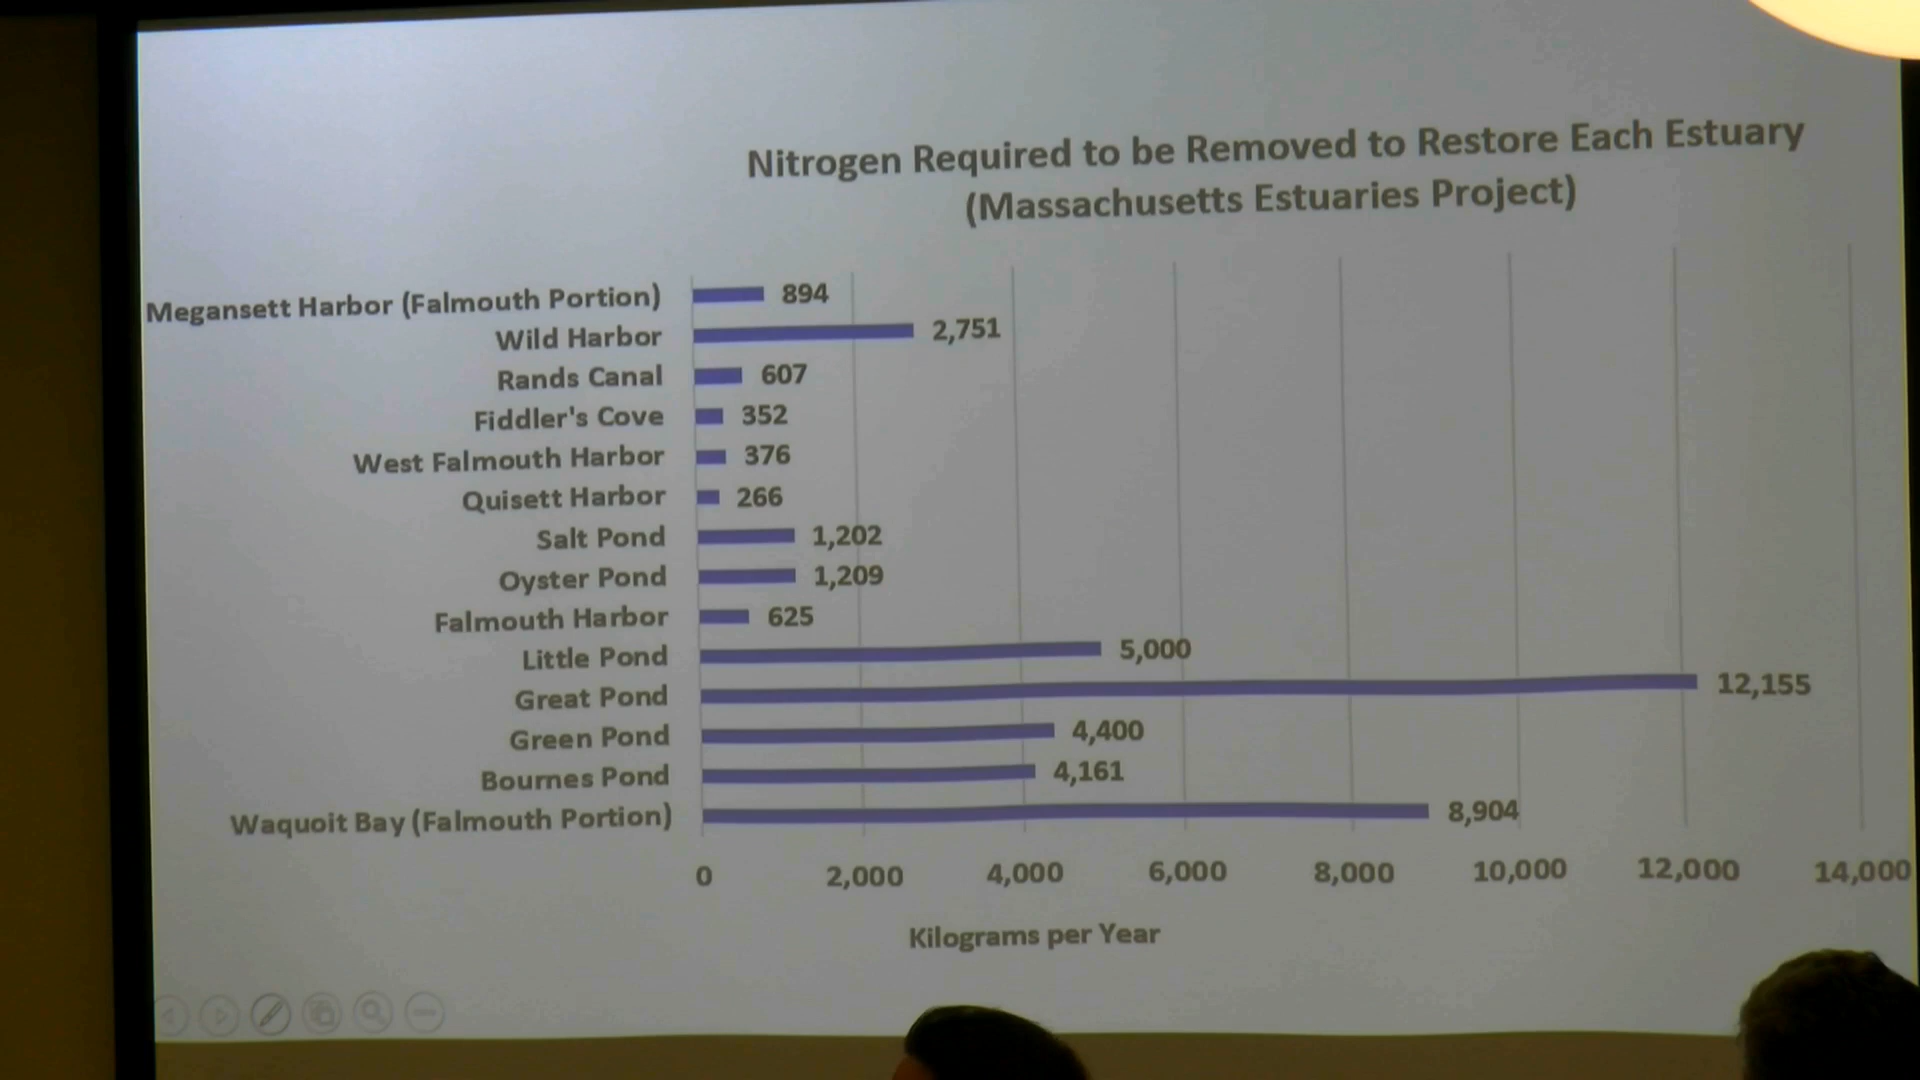 Nitrogen Required to be Removed to Restore Each Estuary
(Massachusetts Estuaries Project)
Megansett Harbor (Falmouth Portion) 894
Wild Harbor 2,751
Rands Canal 607
Fiddler's Cove 352
West Falmouth Harbor 376
Quisett Harbor 266
Salt Pond 1,202
Oyster Pond 1,209
Falmouth Harbor 625
Little Pond 5,000
Great Pond 12,155
Green Pond 4,400
Bournes Pond 4,161
Waquoit Bay (Falmouth Portion) 8,904
0 2,000 4,000 6,000 8,000 10,000 12,000 14,000
Kilograms per Year